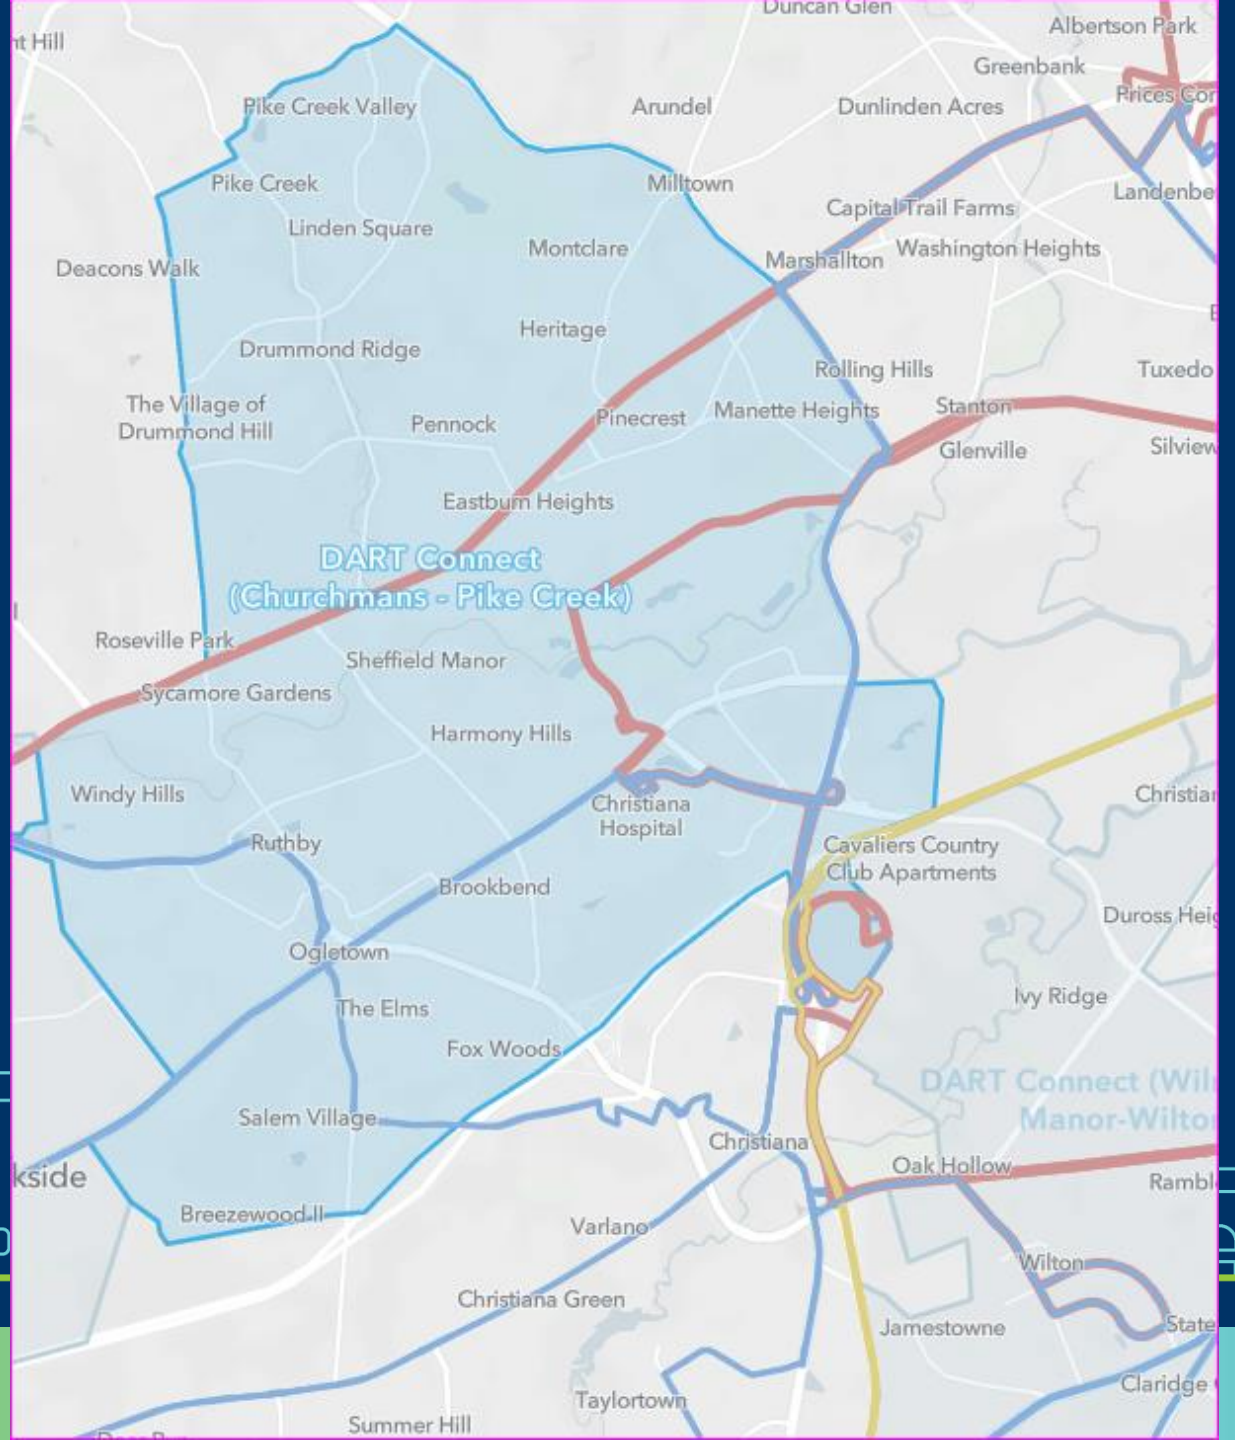 Duncan Glen
Albertson Park
nt Hill
Greenbank
Prices Cor
Pike Creek Valley
Arundel
Dunlinden Acres
Pike Creek
Milltown
Landenbe
Linden Square
Capital Trail Farms
Montclare
Marshallton
Washington Heights
Deacons Walk
Heritage
Drummond Ridge
Rolling Hills
Tuxedo
The Village of
Drummond Hill
Pennock
Pinecrest
Manette Heights
Stanton
Glenville
Silview
Eastburn Heights
DART Connect
(Churchmans - Pike Creek)
Roseville Park
Sheffield Manor
Sycamore Gardens
Harmony Hills
Windy Hills
Christiana
Hospital
Christiar
Ruthby
Cavaliers Country
Club Apartments
Brookbend
Duross Heig
Ogletown
The Elms
Ivy Ridge
Fox Woods
DART Connect (Wil
Manor-Wilto
Salem Village
Christiana
Oak Hollow
kside
Rambl
Breezewood II
Varlano
Wilton
Christiana Green
Jamestowne
State
Claridge
Taylortown
Summer Hill